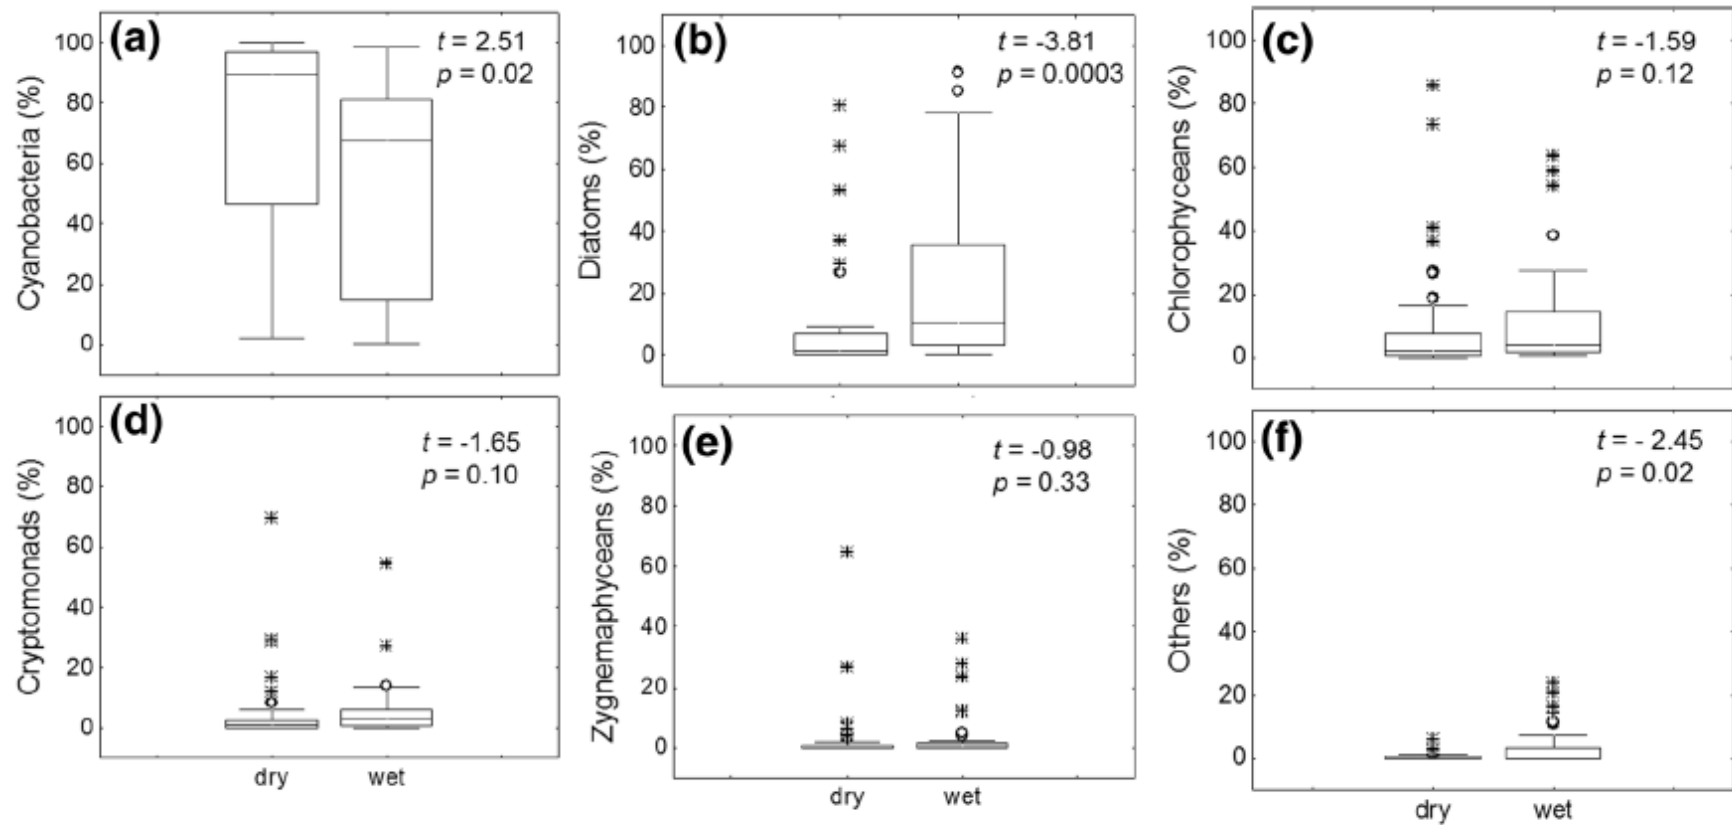 (a)
t = 2.51
p = 0.02
Cyanobacteria (%)
100
80
60
40
20
0
(b)
t = -3.81
p = 0.0003
Diatoms (%)
100
80
60
40
20
0
(c)
t = -1.59
p = 0.12
Chlorophyceans (%)
100
80
60
40
20
0
(d)
t = -1.65
p = 0.10
Cryptomonads (%)
100
80
60
40
20
0
dry wet
(e)
t = -0.98
p = 0.33
Zygnemaphyceans (%)
100
80
60
40
20
0
dry wet
(f)
t = - 2.45
p = 0.02
Others (%)
100
80
60
40
20
0
dry wet